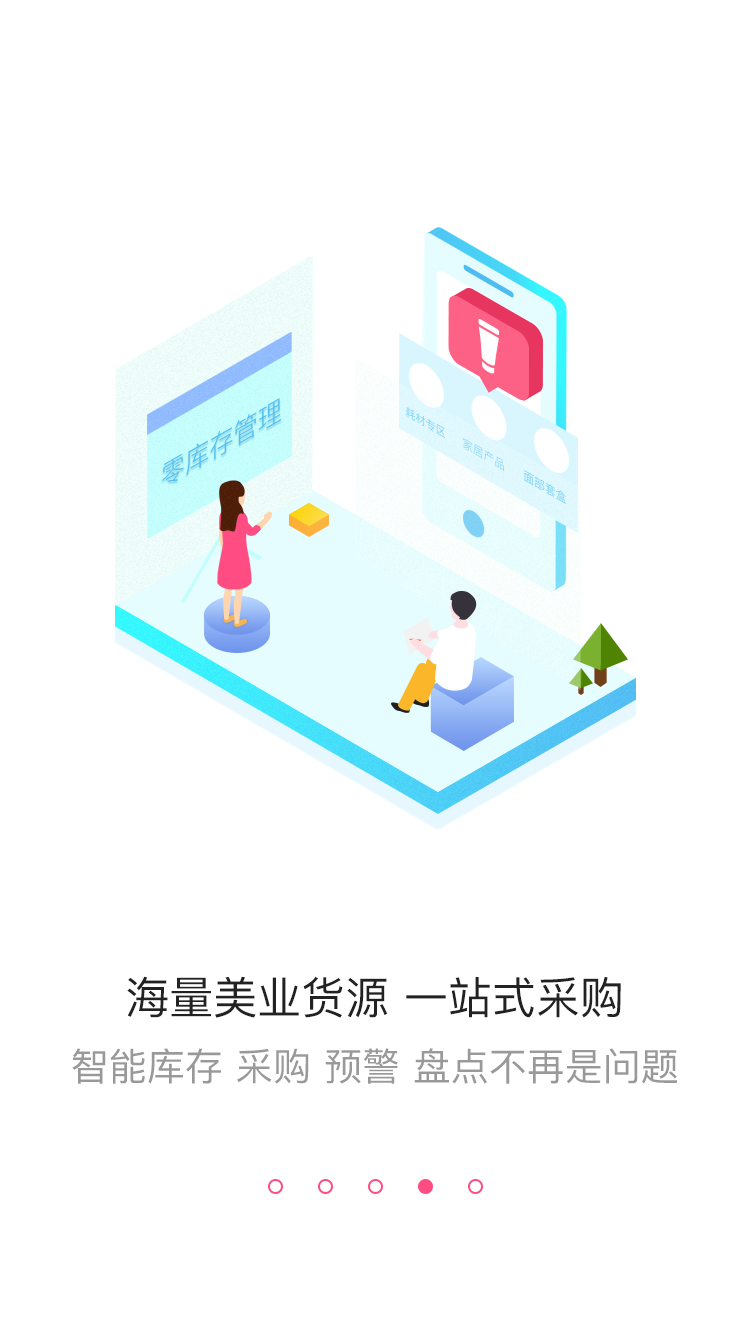 零库存管理
耗材专区
家居产品
面部套盒
海量美业货源 一站式采购
智能库存 采购 预警 盘点不再是问题